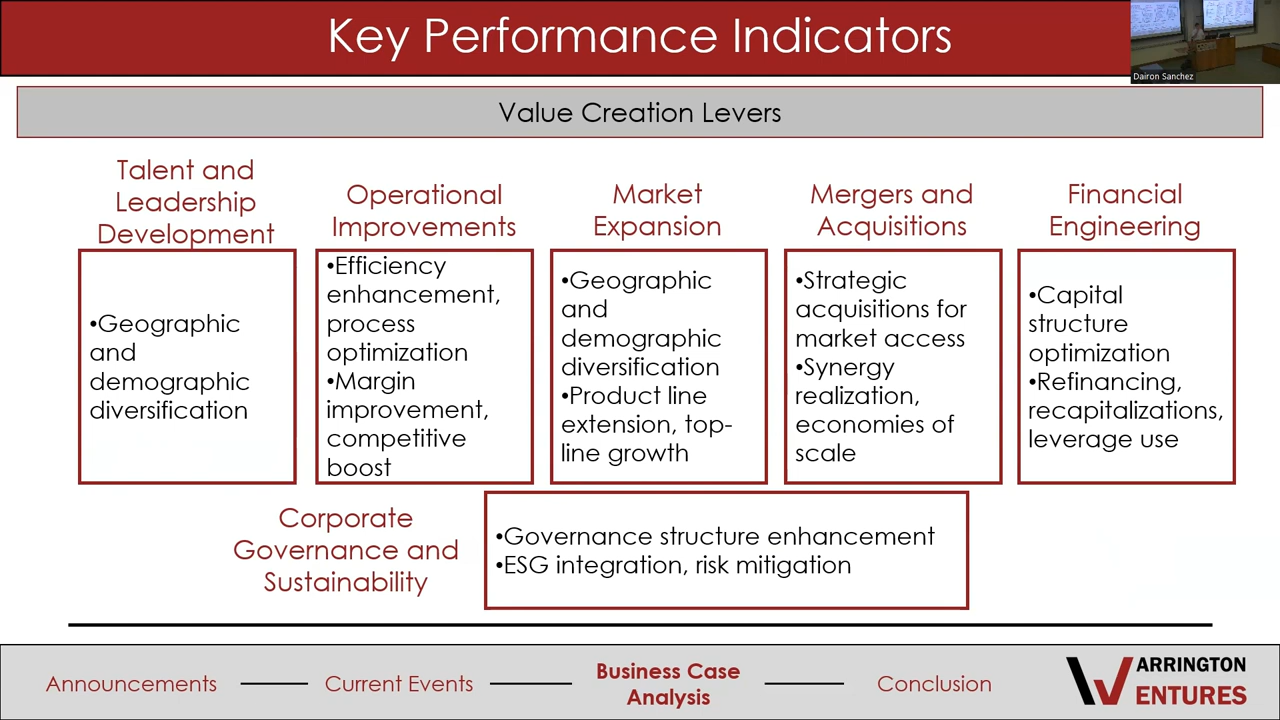 Key Performance Indicators
Dairon Sanchez
Value Creation Levers
Talent and
Leadership
Development
•Geographic
and
demographic
diversification
Operational
Improvements
•Efficiency
enhancement,
process
optimization
•Margin
improvement,
competitive
boost
Market
Expansion
•Geographic
and
demographic
diversification
•Product line
extension, top-
line growth
Mergers and
Acquisitions
•Strategic
acquisitions for
market access
•Synergy
realization,
economies of
scale
Financial
Engineering
•Capital
structure
optimization
•Refinancing,
recapitalizations,
leverage use
Corporate
Governance and
Sustainability
•Governance structure enhancement
•ESG integration, risk mitigation
Announcements
Current Events
Business Case
Analysis
Conclusion
WARRINGTON
VENTURES